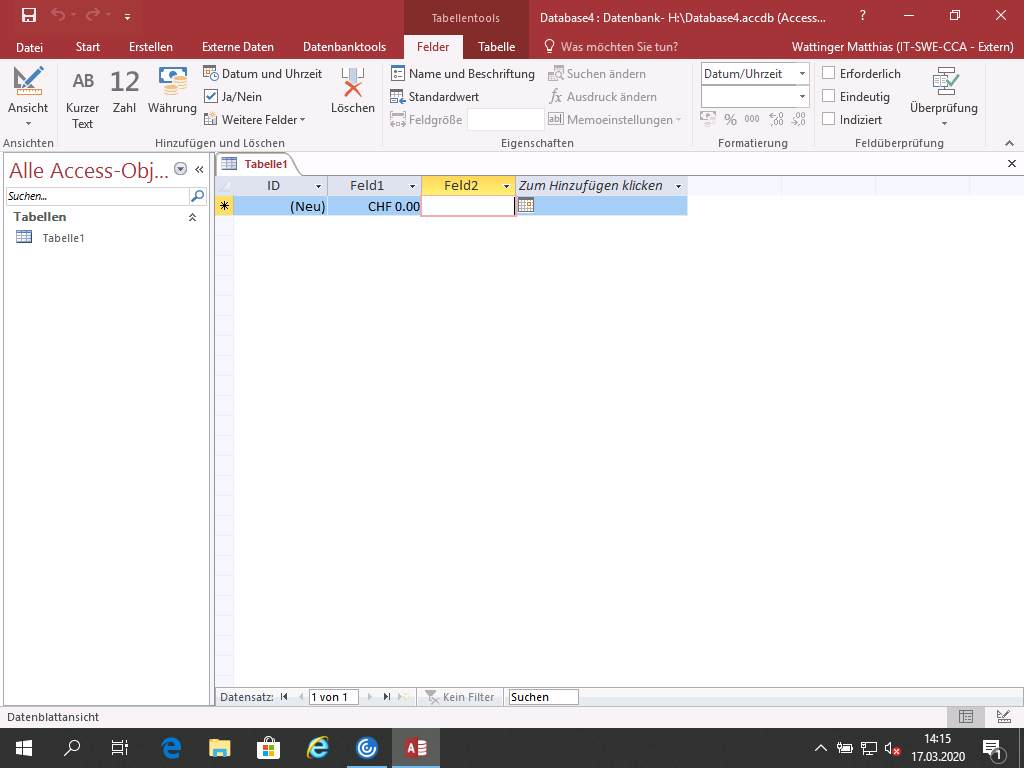 Tabellentools
Database4 : Datenbank- H:\Database4.accdb (Access...
?
Datei
Start
Erstellen
Externe Daten
Datenbanktools
Felder
Tabelle
Was möchten Sie tun?
Wattinger Matthias (IT-SWE-CCA - Extern)
Ansicht
AB
Kurzer
Text
12
Zahl
Währung
Datum und Uhrzeit
Ja/Nein
Weitere Felder
Löschen
Name und Beschriftung
Standardwert
Feldgröße
Suchen ändern
fx Ausdruck ändern
ab Memoeinstellungen
Datum/Uhrzeit
% 000 ,00 ,00
Erforderlich
Eindeutig
Indiziert
Überprüfung
Ansichten
Hinzufügen und Löschen
Eigenschaften
Formatierung
Feldüberprüfung
Alle Access-Obj... «
Suchen...
Tabellen
Tabelle1
Tabelle1
ID
Feld1
Feld2
Zum Hinzufügen klicken
* (Neu) CHF 0.00
Datensatz:
1 von 1
Kein Filter
Suchen
Datenblattansicht
14:15
17.03.2020
1